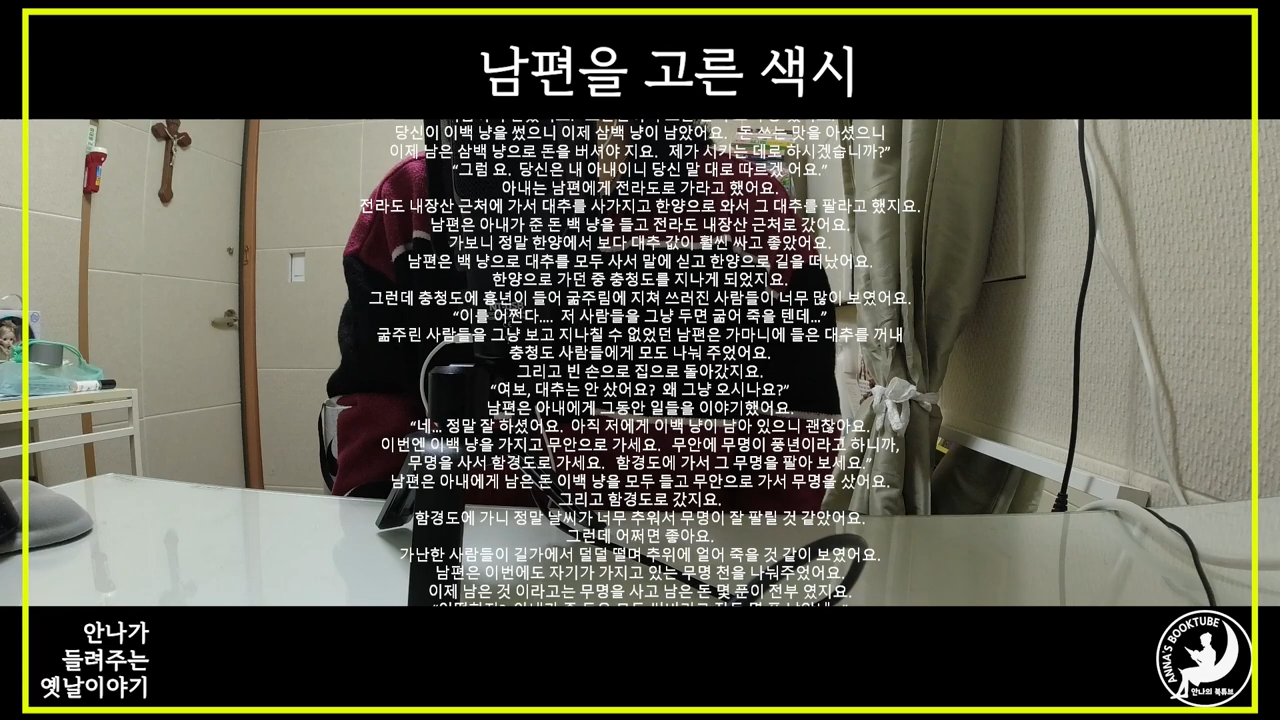 남편을 고른 색시
당신이 이백 냥을 썼으니 이제 삼백 냥이 남았어요. 돈 쓰는 맛을 아셨으니
이제 남은 삼백 냥으로 돈을 버셔야 지요. 제가 시키는 데로 하시겠습니까?”
“그럼 요. 당신은 내 아내이니 당신 말 대로 따르겠 어요.”
아내는 남편에게 전라도로 가라고 했어요.
전라도 내장산 근처에 가서 대추를 사가지고 한양으로 와서 그 대추를 팔라고 했지요.
남편은 아내가 준 돈 백 냥을 들고 전라도 내장산 근처로 갔어요.
가보니 정말 한양에서 보다 대추 값이 훨씬 싸고 좋았어요.
남편은 백 냥으로 대추를 모두 사서 말에 싣고 한양으로 길을 떠났어요.
한양으로 가던 중 충청도를 지나게 되었지요.
그런데 충청도에 흉년이 들어 굶주림에 지쳐 쓰러진 사람들이 너무 많이 보였어요.
“이를 어쩐다.... 저 사람들을 그냥 두면 굶어 죽을 텐데...”
굶주린 사람들을 그냥 보고 지나칠 수 없었던 남편은 가마니에 들은 대추를 꺼내
충청도 사람들에게 모도 나눠 주었어요.
그리고 빈 손으로 집으로 돌아갔지요.
“여보, 대추는 안 샀어요? 왜 그냥 오시나요?”
남편은 아내에게 그동안 일들을 이야기했어요.
“네... 정말 잘 하셨어요. 아직 저에게 이백 냥이 남아 있으니 괜찮아요.
이번엔 이백 냥을 가지고 무안으로 가세요. 무안에 무명이 풍년이라고 하니까,
무명을 사서 함경도로 가세요. 함경도에 가서 그 무명을 팔아 보세요.”
남편은 아내에게 남은 돈 이백 냥을 모두 들고 무안으로 가서 무명을 샀어요.
그리고 함경도로 갔지요.
함경도에 가니 정말 날씨가 너무 추워서 무명이 잘 팔릴 것 같았어요.
그런데 어쩌면 좋아요.
가난한 사람들이 길가에서 덜덜 떨며 추위에 얼어 죽을 것 같이 보였어요.
남편은 이번에도 자기가 가지고 있는 무명 천을 나눠주었어요.
이제 남은 것 이라고는 무명을 사고 남은 돈 몇 푼이 전부 였지요.
안나가
들려주는
옛날이야기
ANNA'S BOOKTUBE
안나의 북튜브